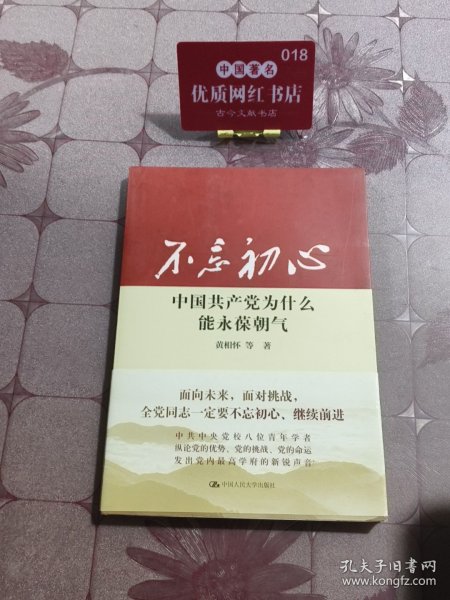 018
中国著名
优质网红书店
古今文献书店
不忘初心
中国共产党为什么
能永葆朝气
黄相怀 等 著
面向未来，面对挑战，
全党同志一定要不忘初心、继续前进
中共中央党校八位青年学者
纵论党的优势、党的挑战、党的命运
发出党内最高学府的新锐声音
中国人民大学出版社
孔夫子旧书网
www.kongfz.com